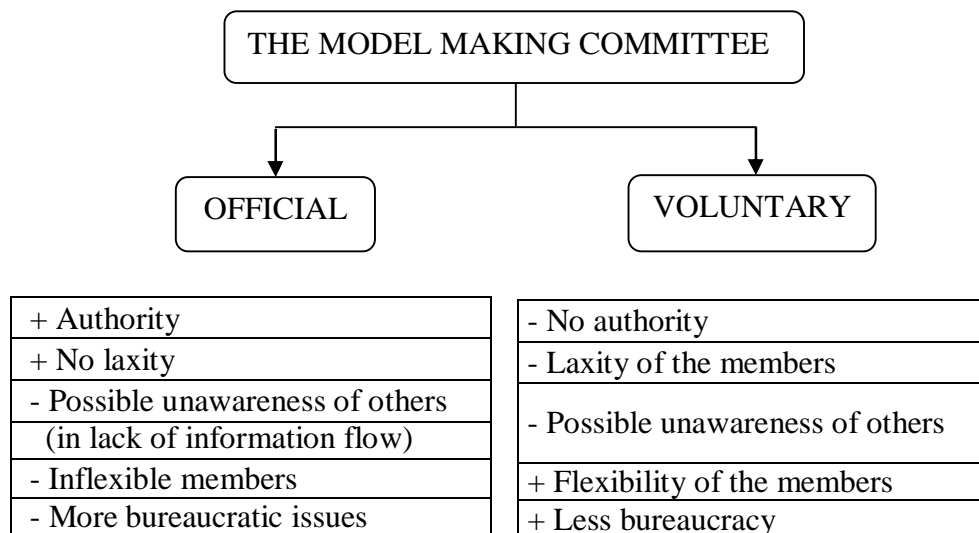 THE MODEL MAKING COMMITTEE
OFFICIAL
VOLUNTARY
+ Authority
+ No laxity
- Possible unawareness of others
(in lack of information flow)
- Inflexible members
- More bureaucratic issues
- No authority
- Laxity of the members
- Possible unawareness of others
+ Flexibility of the members
+ Less bureaucracy